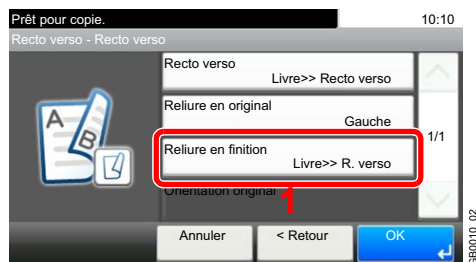 Prêt pour copie.
10:10
Recto verso - Recto verso
Recto verso
Livre>> Recto verso
Reliure en original
Gauche
A
B
1/1
Reliure en finition
Livre>> R. verso
Orientation original
1
Annuler
< Retour
OK